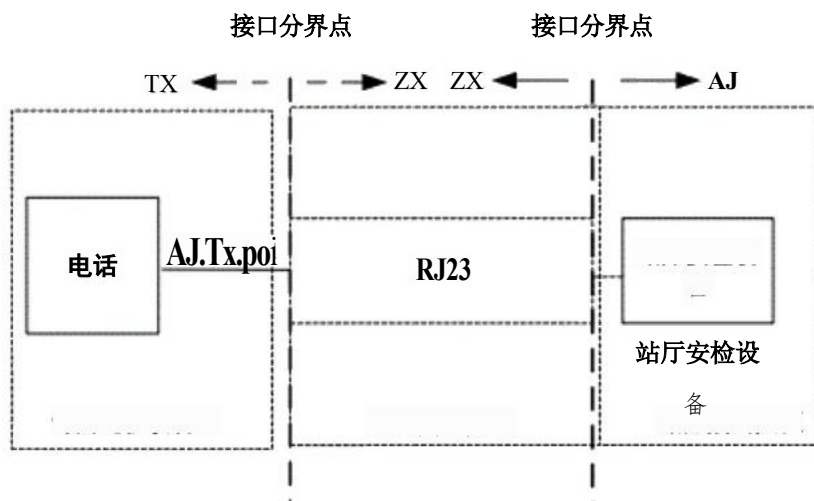 接口分界点 接口分界点
TX ZX ZX AJ
电话
AJ.Tx.poi
RJ23
站厅安检设
备